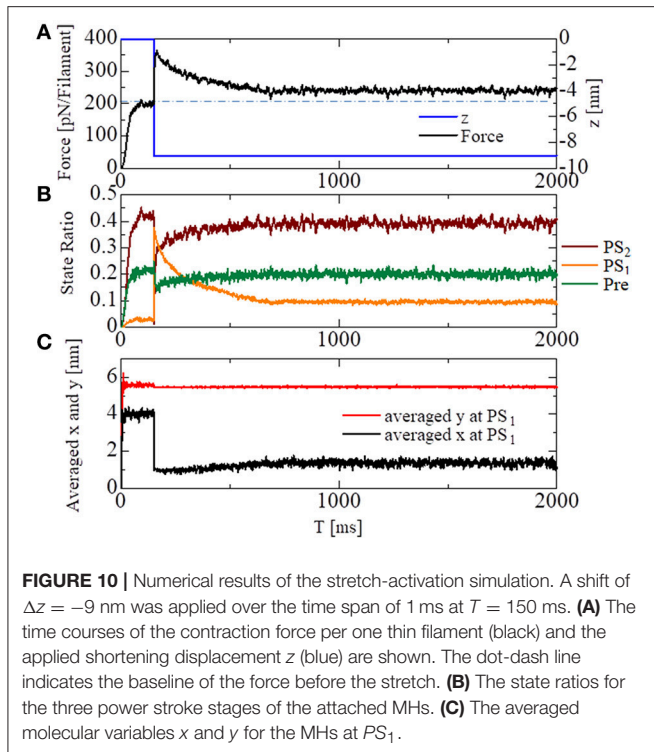 A
Force [pN/Filament]
400
300
200
100
0
z
Force
0
-2
-4
-6
-8
-10
z [nm]
0
1000
2000
B
State Ratio
0.5
0.4
0.3
0.2
0.1
0
PS2
PS1
Pre
0
1000
2000
C
Averaged x and y [nm]
6
4
2
0
averaged y at PS1
averaged x at PS1
0
1000
2000
T [ms]
FIGURE 10 | Numerical results of the stretch-activation simulation. A shift of
Δz = −9 nm was applied over the time span of 1 ms at T = 150 ms. (A) The
time courses of the contraction force per one thin filament (black) and the
applied shortening displacement z (blue) are shown. The dot-dash line
indicates the baseline of the force before the stretch. (B) The state ratios for
the three power stroke stages of the attached MHs. (C) The averaged
molecular variables x and y for the MHs at PS1.